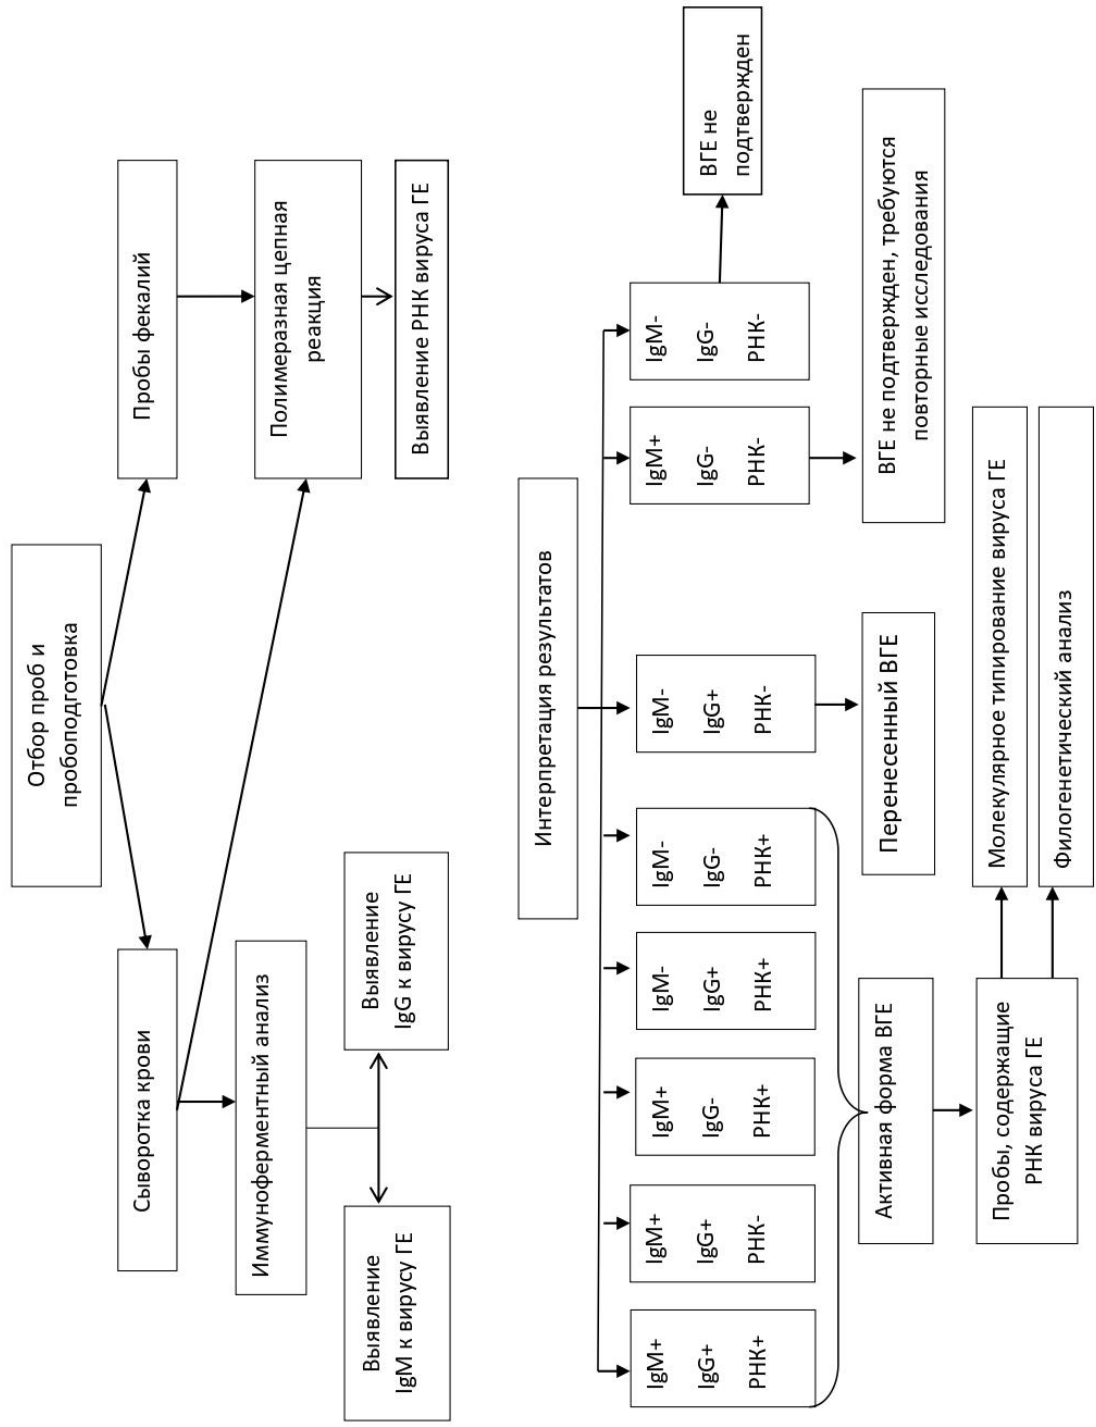 Отбор проб и
пробоподготовка
Сыворотка крови
Пробы фекалий
Иммуноферментный анализ
Полимеразная цепная
реакция
Выявление
IgM к вирусу ГЕ
Выявление
IgG к вирусу ГЕ
Выявление РНК вируса ГЕ
Интерпретация результатов
IgM+
IgG+
РНК+
IgM+
IgG+
РНК-
IgM+
IgG-
РНК+
IgM-
IgG+
РНК+
IgM-
IgG-
РНК+
IgM-
IgG+
РНК-
IgM+
IgG-
РНК-
IgM-
IgG-
РНК-
ВГЕ не
подтвержден
Активная форма ВГЕ
Перенесенный ВГЕ
ВГЕ не подтвержден, требуются
повторные исследования
Пробы, содержащие
РНК вируса ГЕ
Молекулярное типирование вируса ГЕ
Филогенетический анализ